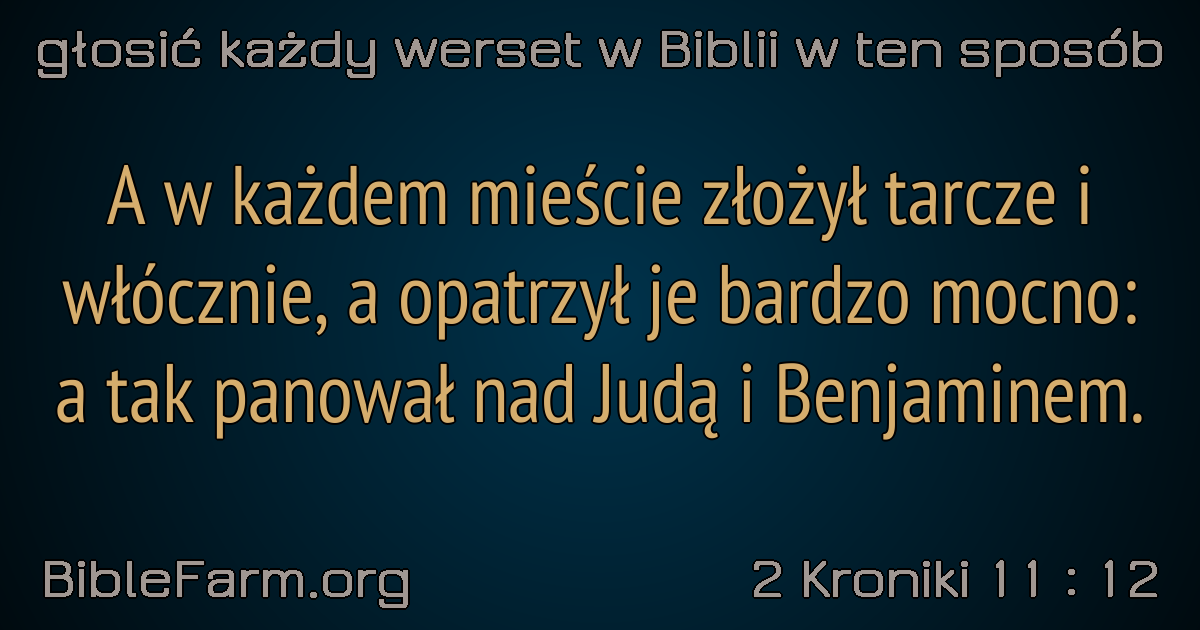 głosić każdy werset w Biblii w ten sposób
A w każdem mieście złożył tarcze i
włócznie, a opatrzył je bardzo mocno:
a tak panował nad Judą i Benjaminem.
BibleFarm.org
2 Kroniki 11 : 12